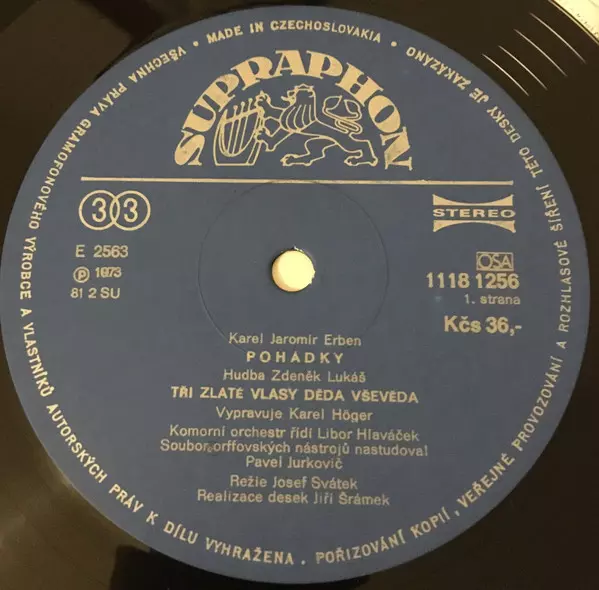 VŠECHNA PRÁVA GRAMOFONOVÉHO VÝROBCE A VLASTNÍKŮ AUTORSKÝCH PRÁV K DÍLU VYHRAŽENA. POŘIZOVÁNÍ KOPIÍ, VEŘEJNÉ PROVOZOVÁNÍ A ROZHLASOVÉ ŠÍŘENÍ TÉTO DESKY JE ZAKÁZÁNO • MADE IN CZECHOSLOVAKIA •
SUPRAPHON
33
STEREO
E 2563
℗ 1973
81 2 SU
OSA
1118 1256
1. strana
Kčs 36,-
Karel Jaromír Erben
POHÁDKY
Hudba Zdeněk Lukáš
TŘI ZLATÉ VLASY DĚDA VŠEVĚDA
Vypravuje Karel Höger
Komorní orchestr řídí Libor Hlaváček
Soubor orffovských nástrojů nastudoval
Pavel Jurkovič
Režie Josef Svátek
Realizace desek Jiří Šrámek